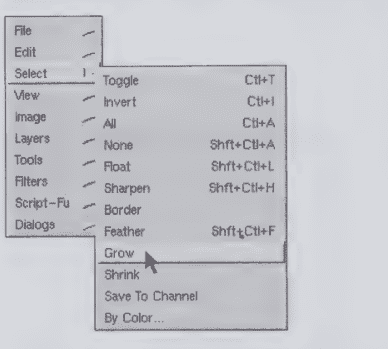 File
Edit
Select
View
Image
Layers
Tools
Filters
Script-Fu
Dialogs
Toggle Ctl+T
Invert Ctl+I
All Ctl+A
None Shft+Ctl+A
Float Shft+Ctl+L
Sharpen Shft+Ctl+H
Border
Feather Shft+Ctl+F
Grow
Shrink
Save To Channel
By Color...